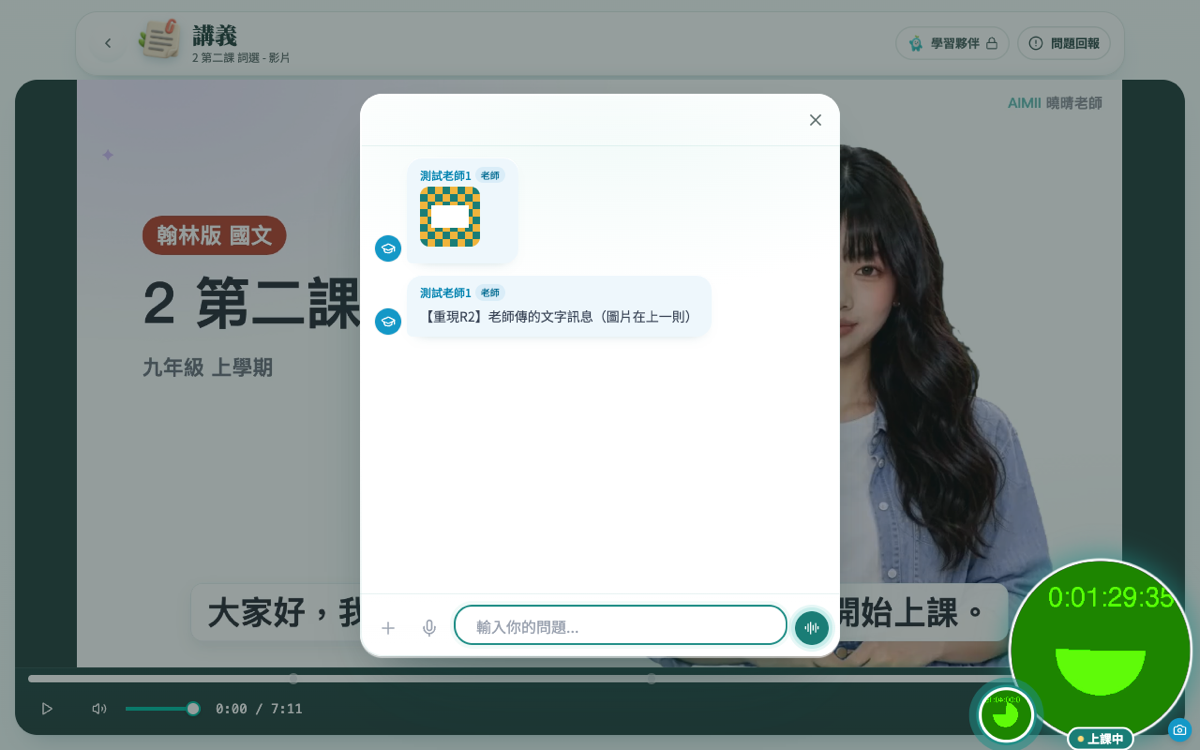 講義
2 第二課 詞選 - 影片
學習夥伴
問題回報
AIMII 曉晴老師
翰林版 國文
2 第二課
九年級 上學期
測試老師1 老師
測試老師1 老師
【重現R2】老師傳的文字訊息（圖片在上一則）
大家好，我
開始上課。
輸入你的問題...
0:01:29:35
0:00 / 7:11
上課中